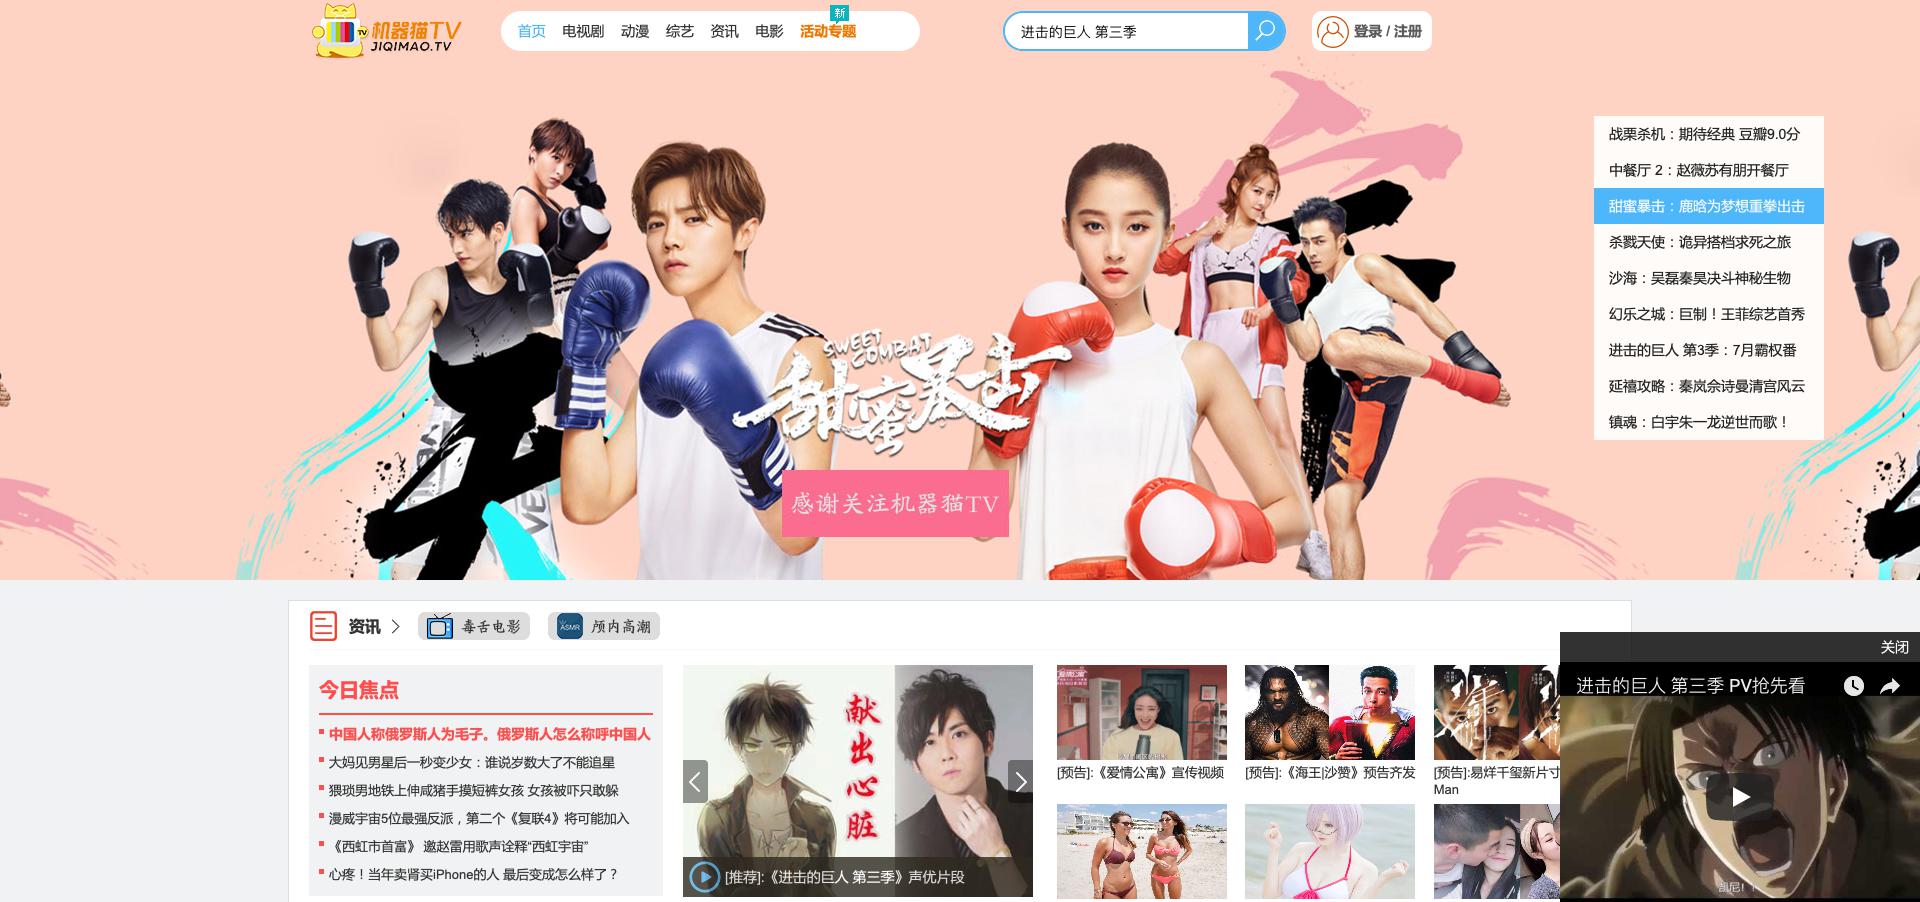 机器猫TV
JIQIMAO.TV
首页 电视剧 动漫 综艺 资讯 电影 活动专题
新
进击的巨人 第三季
登录 / 注册
战栗杀机：期待经典 豆瓣9.0分
中餐厅 2：赵薇苏有朋开餐厅
甜蜜暴击：鹿晗为梦想重拳出击
杀戮天使：诡异搭档求死之旅
沙海：吴磊秦昊决斗神秘生物
幻乐之城：巨制！王菲综艺首秀
进击的巨人 第3季：7月霸权番
延禧攻略：秦岚佘诗曼清宫风云
镇魂：白宇朱一龙逆世而歌！
SWEET COMBAT
甜蜜暴击
感谢关注机器猫TV
资讯
毒舌电影
ASMR
颅内高潮
今日焦点
中国人称俄罗斯人为毛子。俄罗斯人怎么称呼中国人
大妈见男星后一秒变少女：谁说岁数大了不能追星
猥琐男地铁上伸咸猪手摸短裤女孩 女孩被吓只敢躲
漫威宇宙5位最强反派，第二个《复联4》将可能加入
《西虹市首富》 邀赵雷用歌声诠释“西虹宇宙”
心疼！当年卖肾买iPhone的人 最后变成怎么样了？
献出心脏
[推荐]:《进击的巨人 第三季》声优片段
[预告]:《爱情公寓》宣传视频
[预告]:《海王|沙赞》预告齐发
[预告]:易烊千玺新片寸
Man
关闭
进击的巨人 第三季 PV抢先看
凯尼！